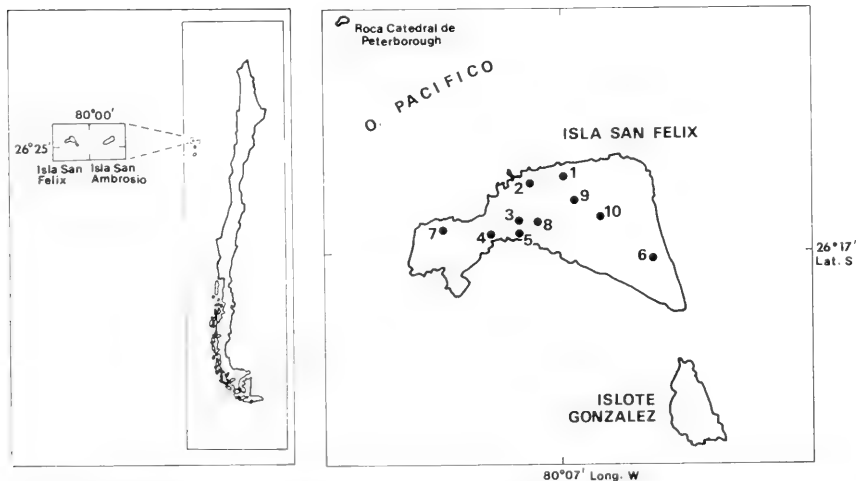 80°00'
26°25'
Isla San
Felix
Isla San
Ambrosio
Roca Catedral de
Peterborough
O. PACIFICO
ISLA SAN FELIX
1
2
9
3
8
10
7
4
5
6
26°17'
Lat. S
ISLOTE
GONZALEZ
80°07' Long. W